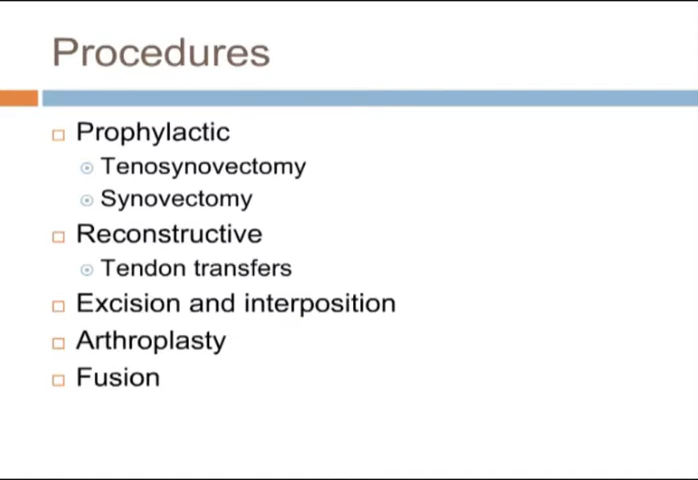 Procedures
Prophylactic
Tenosynovectomy
Synovectomy
Reconstructive
Tendon transfers
Excision and interposition
Arthroplasty
Fusion